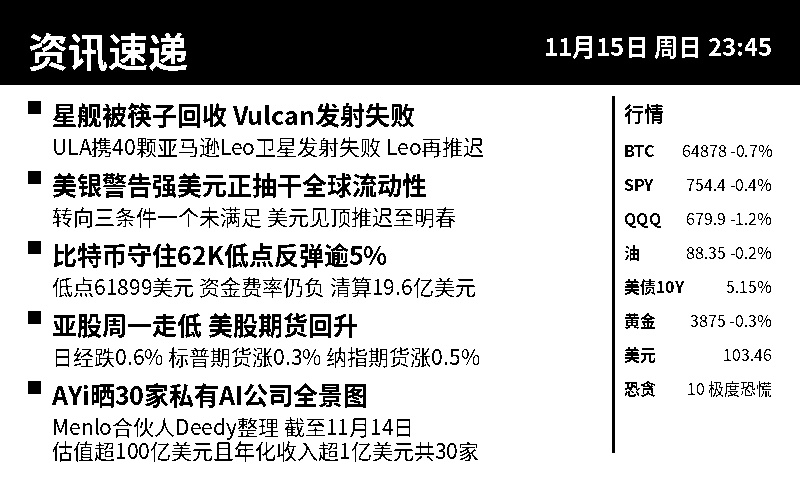 资讯速递
11月15日 周日 23:45
星舰被筷子回收 Vulcan发射失败
ULA携40颗亚马逊Leo卫星发射失败 Leo再推迟
美银警告强美元正抽干全球流动性
转向三条件一个未满足 美元见顶推迟至明春
比特币守住62K低点反弹逾5%
低点61899美元 资金费率仍负 清算19.6亿美元
亚股周一走低 美股期货回升
日经跌0.6% 标普期货涨0.3% 纳指期货涨0.5%
AYi晒30家私有AI公司全景图
Menlo合伙人Deedy整理 截至11月14日
估值超100亿美元且年化收入超1亿美元共30家
行情
BTC 64878 -0.7%
SPY 754.4 -0.4%
QQQ 679.9 -1.2%
油 88.35 -0.2%
美债10Y 5.15%
黄金 3875 -0.3%
美元 103.46
恐贪 10 极度恐慌